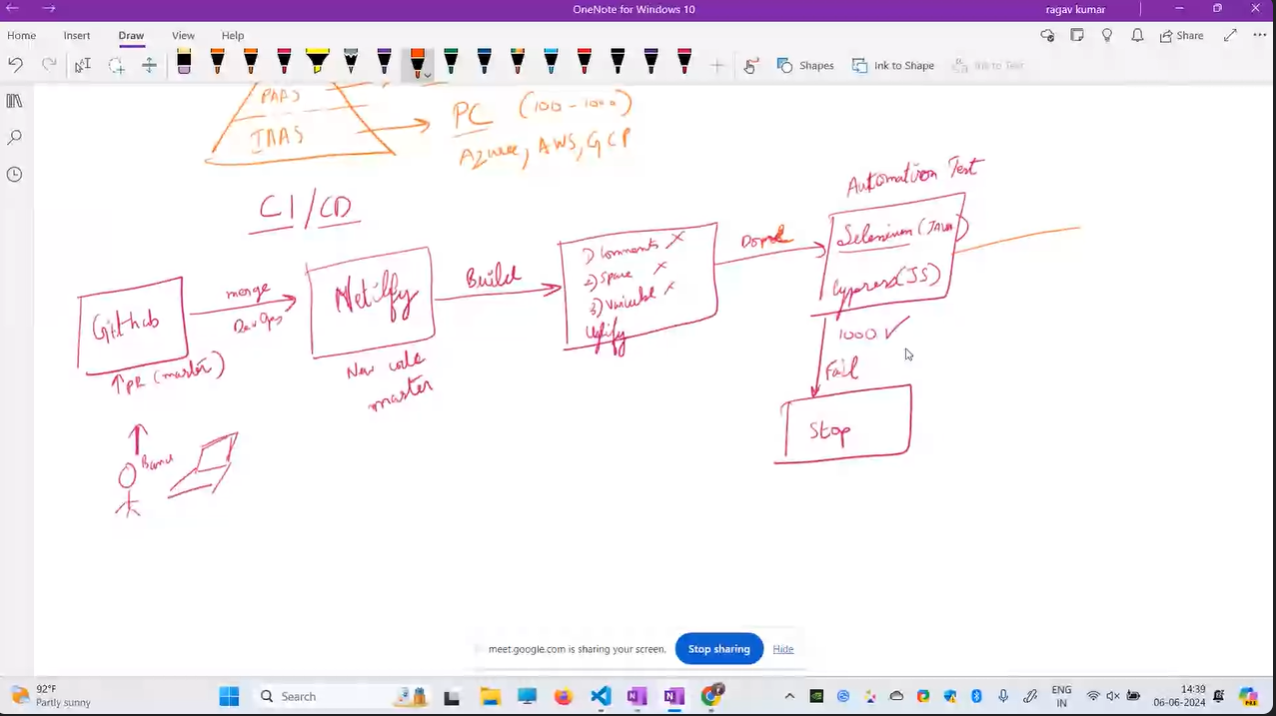 OneNote for Windows 10
ragav kumar
Home Insert Draw View Help
Share
Shapes
Ink to Shape
Ink to Text
PAAS
IAAS
PC (100 - 1000)
Azure, AWS, GCP
CI/CD
Automation Test
Github
merge
DevOps
Netilfy
Build
1) Comments X
2) Space X
3) Variable X
Uglify
Done
Selenium (JAVA)
Cypress (JS)
↑PR (master)
New code
master
1000 ✓
Fail
Stop
meet.google.com is sharing your screen.
Stop sharing
Hide
92°F
Partly sunny
Search
ENG
IN
14:39
06-06-2024